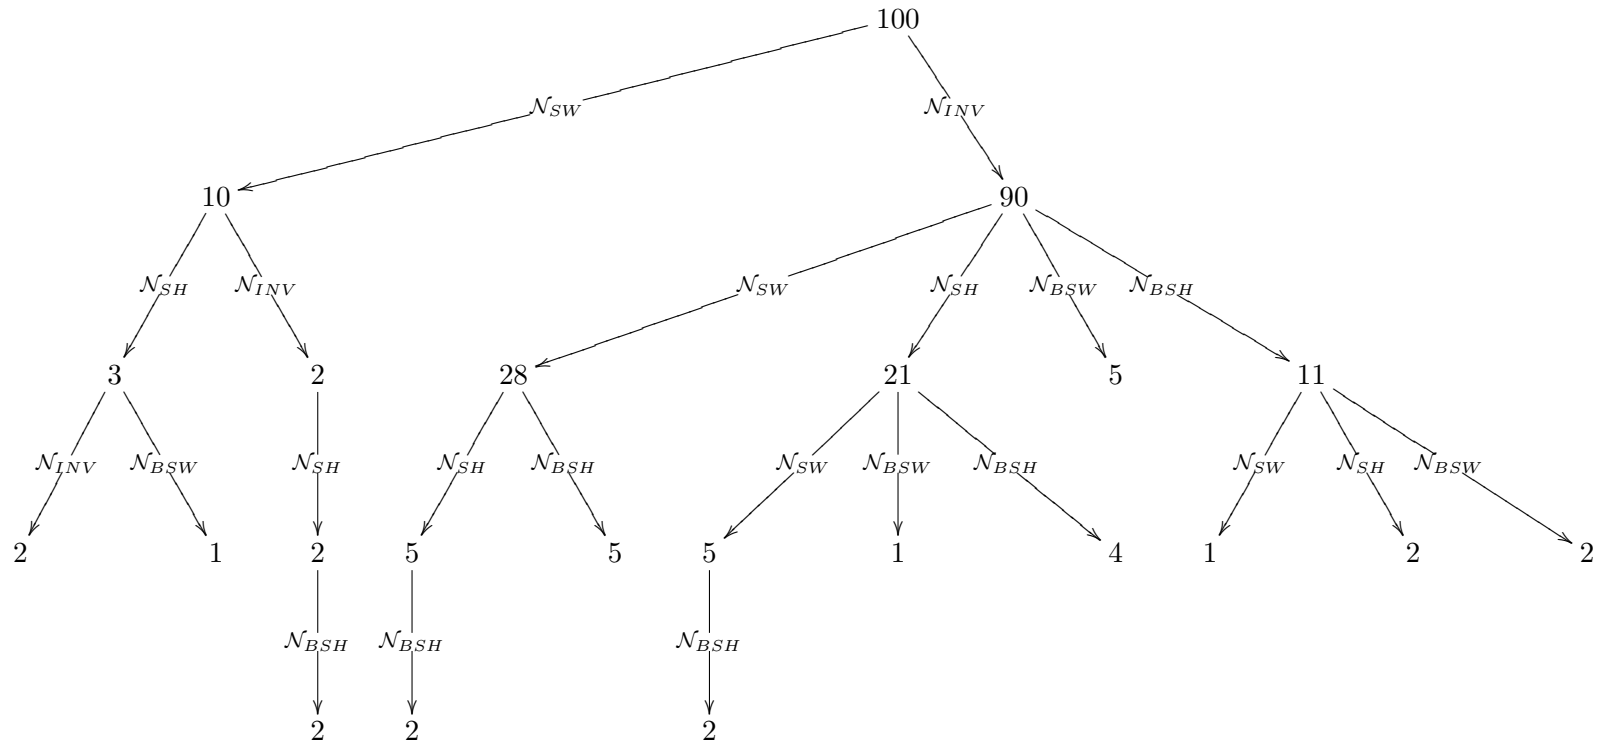 100
𝒩_SW 𝒩_INV
10 90
𝒩_SH 𝒩_INV 𝒩_SW 𝒩_SH 𝒩_BSW 𝒩_BSH
3 2 28 21 5 11
𝒩_INV 𝒩_BSW 𝒩_SH 𝒩_SH 𝒩_BSH 𝒩_SW 𝒩_BSW 𝒩_BSH 𝒩_SW 𝒩_SH 𝒩_BSW
2 1 2 5 5 5 1 4 1 2 2
𝒩_BSH 𝒩_BSH 𝒩_BSH
2 2 2